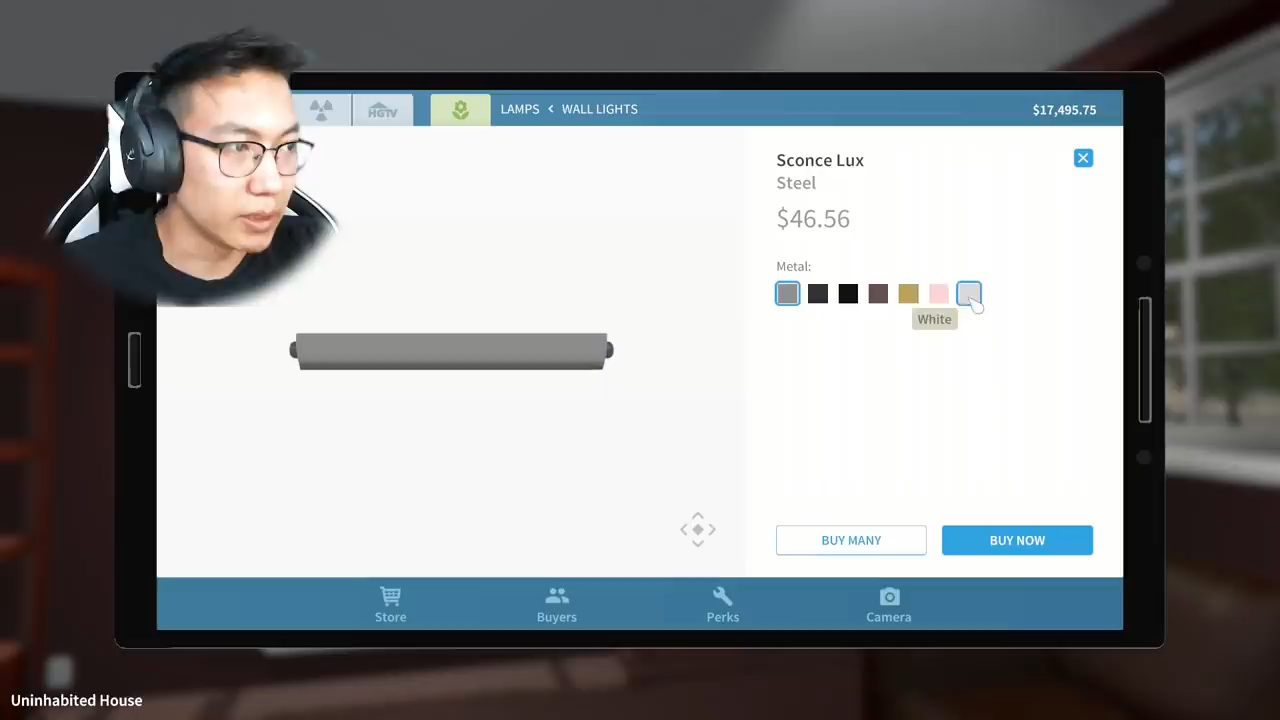 HGTV
LAMPS < WALL LIGHTS
$17,495.75
Sconce Lux
Steel
$46.56
Metal:
White
BUY MANY
BUY NOW
Store
Buyers
Perks
Camera
Uninhabited House